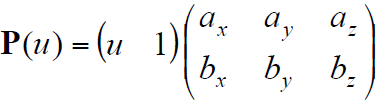 P(u) = (u 1) ( a_x a_y a_z
b_x b_y b_z )